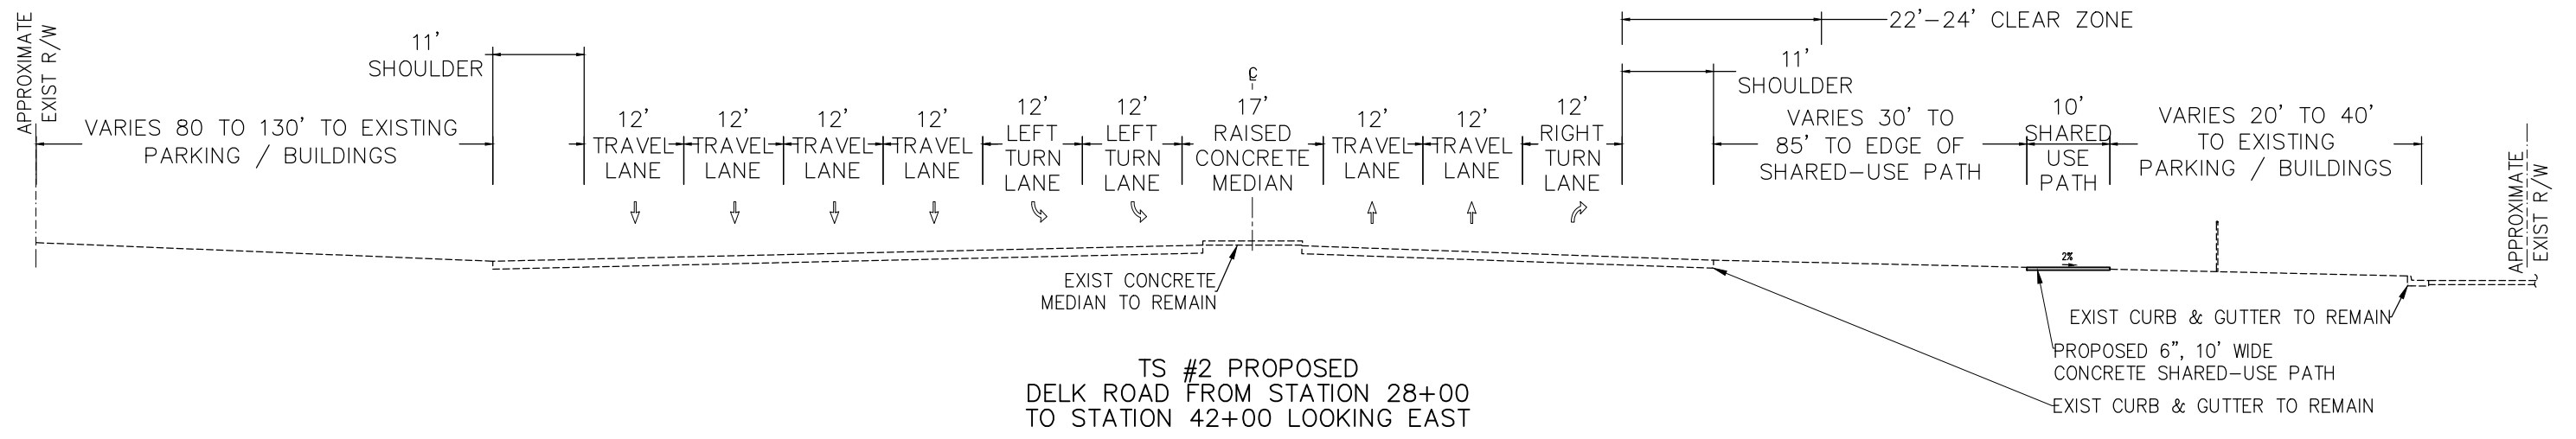 APPROXIMATE
EXIST R/W
VARIES 80 TO 130' TO EXISTING
PARKING / BUILDINGS
11'
SHOULDER
12'
TRAVEL
LANE
12'
TRAVEL
LANE
12'
TRAVEL
LANE
12'
TRAVEL
LANE
12'
LEFT
TURN
LANE
12'
LEFT
TURN
LANE
℄
17'
RAISED
CONCRETE
MEDIAN
12'
TRAVEL
LANE
12'
TRAVEL
LANE
12'
RIGHT
TURN
LANE
22'-24' CLEAR ZONE
11'
SHOULDER
VARIES 30' TO
85' TO EDGE OF
SHARED-USE PATH
10'
SHARED
USE
PATH
VARIES 20' TO 40'
TO EXISTING
PARKING / BUILDINGS
APPROXIMATE
EXIST R/W
2%
EXIST CONCRETE
MEDIAN TO REMAIN
EXIST CURB & GUTTER TO REMAIN
PROPOSED 6", 10' WIDE
CONCRETE SHARED-USE PATH
EXIST CURB & GUTTER TO REMAIN
TS #2 PROPOSED
DELK ROAD FROM STATION 28+00
TO STATION 42+00 LOOKING EAST